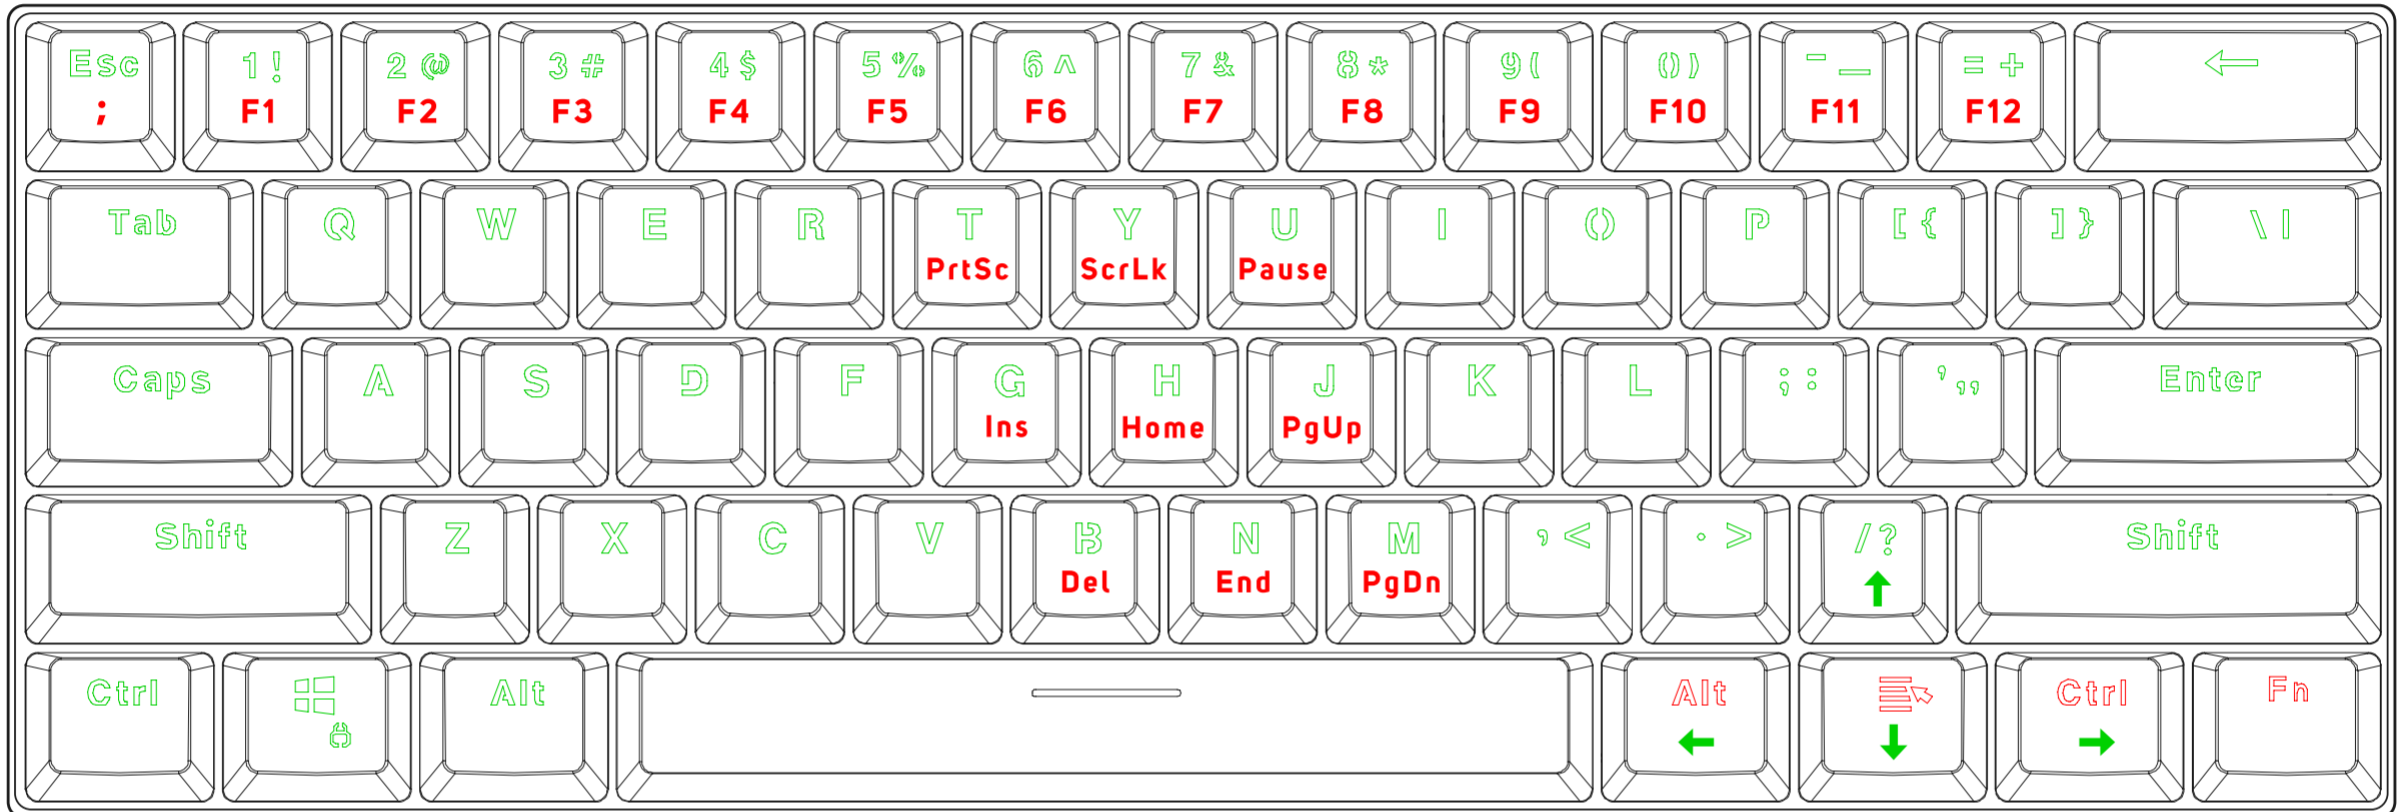 Esc 1 ! 2 @ 3 # 4 $ 5 % 6 ^ 7 & 8 * 9 ( 0 ) - _ = + ←
; F1 F2 F3 F4 F5 F6 F7 F8 F9 F10 F11 F12
Tab Q W E R T Y U I O P [ { ] } \ |
PrtSc ScrLk Pause
Caps A S D F G H J K L ; : ' ,, Enter
Ins Home PgUp
Shift Z X C V B N M , < . > / ? Shift
Del End PgDn ↑
Ctrl Alt Alt Ctrl Fn
← ↓ →